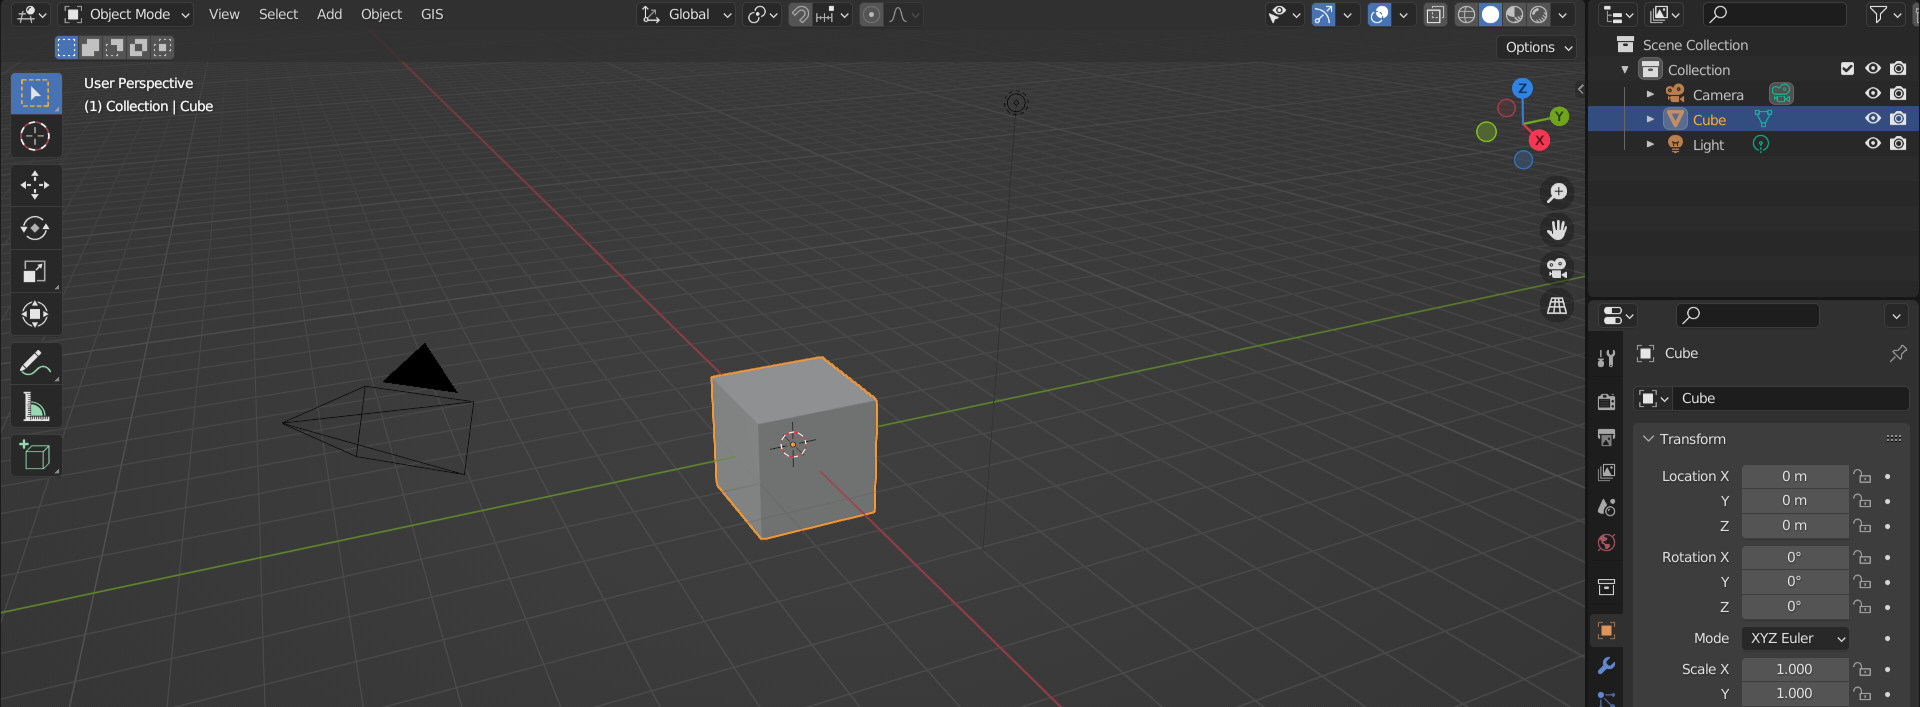 Object Mode View Select Add Object GIS Global
Options
User Perspective
(1) Collection | Cube
Z
Y
X
Scene Collection
Collection
Camera
Cube
Light
Cube
Cube
Transform
Location X 0 m
Y 0 m
Z 0 m
Rotation X 0°
Y 0°
Z 0°
Mode XYZ Euler
Scale X 1.000
Y 1.000